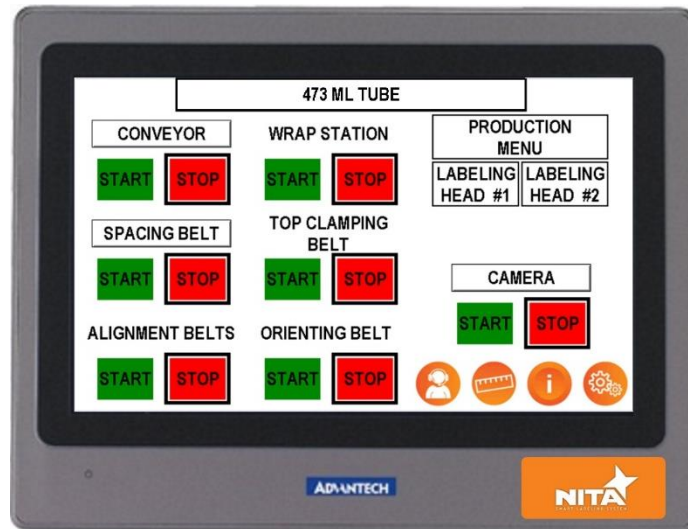 473 ML TUBE
CONVEYOR
START STOP
WRAP STATION
START STOP
PRODUCTION
MENU
LABELING
HEAD #1
LABELING
HEAD #2
SPACING BELT
START STOP
TOP CLAMPING
BELT
START STOP
CAMERA
START STOP
ALIGNMENT BELTS
START STOP
ORIENTING BELT
START STOP
i
ADVANTECH
NITA